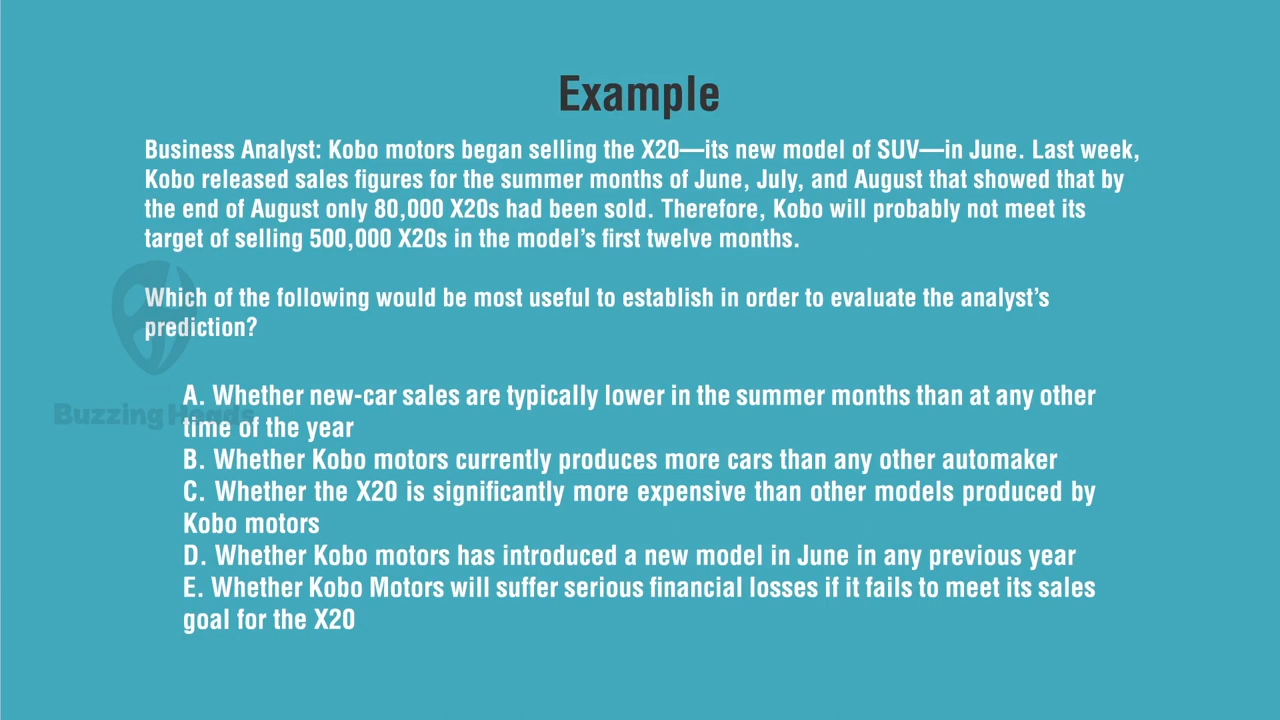 Example
Business Analyst: Kobo motors began selling the X20—its new model of SUV—in June. Last week,
Kobo released sales figures for the summer months of June, July, and August that showed that by
the end of August only 80,000 X20s had been sold. Therefore, Kobo will probably not meet its
target of selling 500,000 X20s in the model's first twelve months.
Which of the following would be most useful to establish in order to evaluate the analyst's
prediction?
A. Whether new-car sales are typically lower in the summer months than at any other
time of the year
B. Whether Kobo motors currently produces more cars than any other automaker
C. Whether the X20 is significantly more expensive than other models produced by
Kobo motors
D. Whether Kobo motors has introduced a new model in June in any previous year
E. Whether Kobo Motors will suffer serious financial losses if it fails to meet its sales
goal for the X20
Buzzing Heads